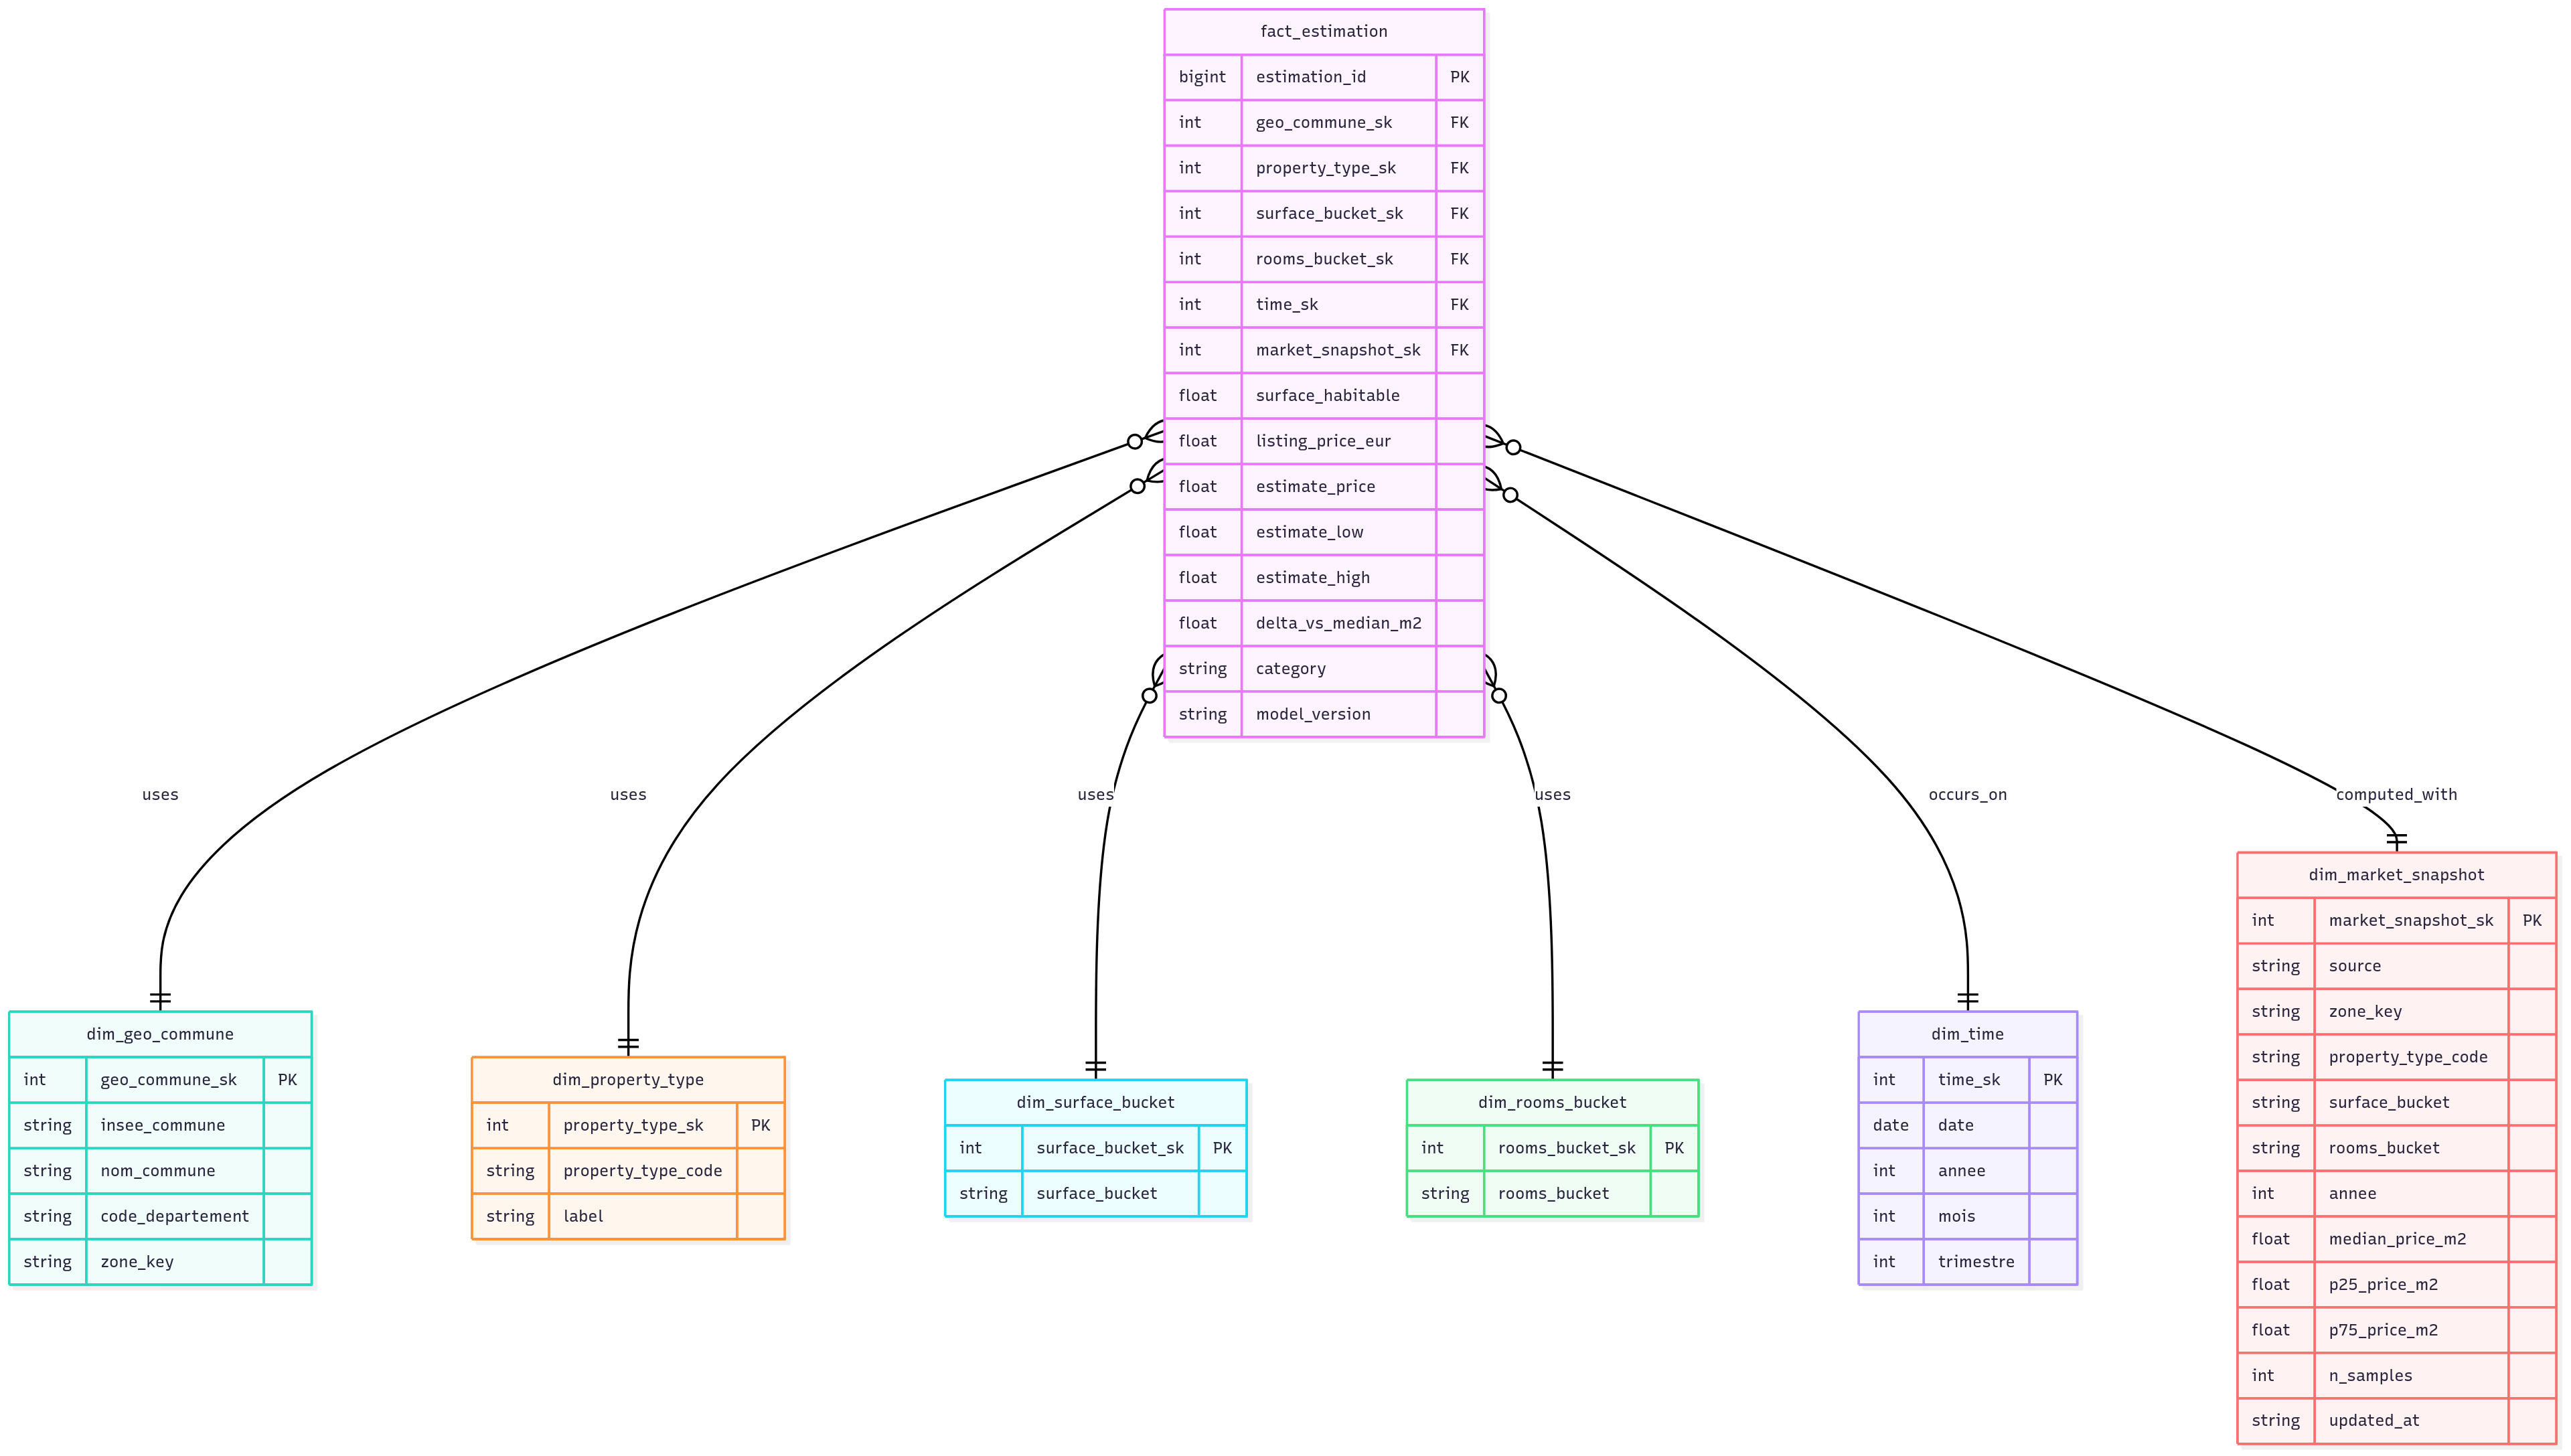 fact_estimation
bigint estimation_id PK
int geo_commune_sk FK
int property_type_sk FK
int surface_bucket_sk FK
int rooms_bucket_sk FK
int time_sk FK
int market_snapshot_sk FK
float surface_habitable
float listing_price_eur
float estimate_price
float estimate_low
float estimate_high
float delta_vs_median_m2
string category
string model_version
uses
uses
uses
uses
occurs_on
computed_with
dim_geo_commune
int geo_commune_sk PK
string insee_commune
string nom_commune
string code_departement
string zone_key
dim_property_type
int property_type_sk PK
string property_type_code
string label
dim_surface_bucket
int surface_bucket_sk PK
string surface_bucket
dim_rooms_bucket
int rooms_bucket_sk PK
string rooms_bucket
dim_time
int time_sk PK
date date
int annee
int mois
int trimestre
dim_market_snapshot
int market_snapshot_sk PK
string source
string zone_key
string property_type_code
string surface_bucket
string rooms_bucket
int annee
float median_price_m2
float p25_price_m2
float p75_price_m2
int n_samples
string updated_at